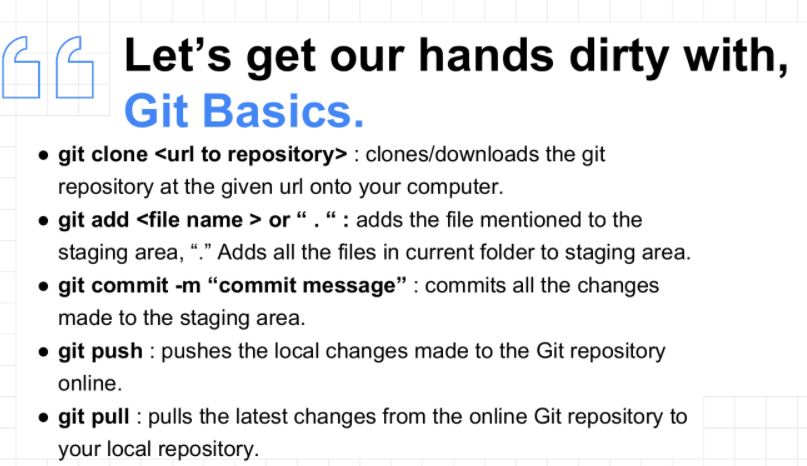 Let’s get our hands dirty with,
Git Basics.
● git clone <url to repository> : clones/downloads the git
repository at the given url onto your computer.
● git add <file name > or “ . “ : adds the file mentioned to the
staging area, “.” Adds all the files in current folder to staging area.
● git commit -m “commit message” : commits all the changes
made to the staging area.
● git push : pushes the local changes made to the Git repository
online.
● git pull : pulls the latest changes from the online Git repository to
your local repository.